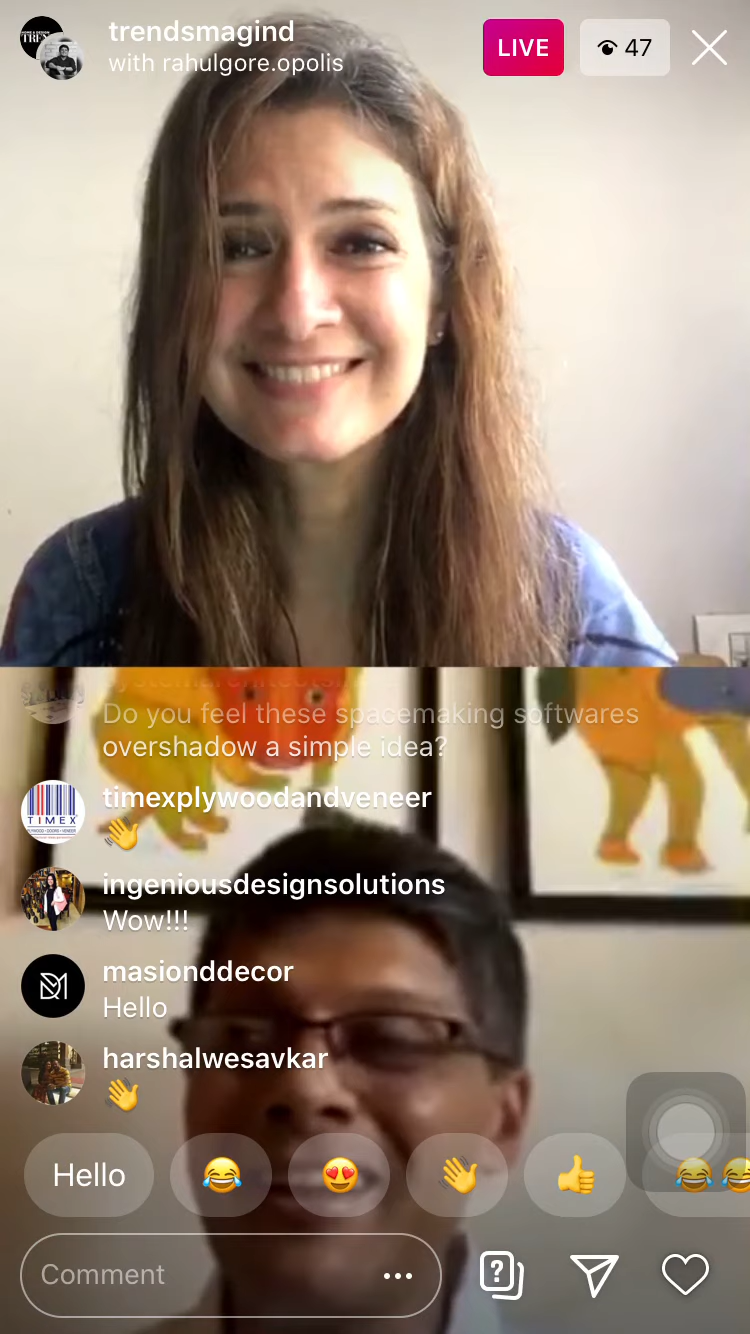 trendsmagind
with rahulgore.opolis
LIVE
47
Do you feel these spacemaking softwares
overshadow a simple idea?
timexplywoodandveneer
TIMEX
👋
ingeniousdesignsolutions
Wow!!!
masionddecor
Hello
harshalwesavkar
👋
Hello 😂 😍 👋 👍 😂😂
Comment